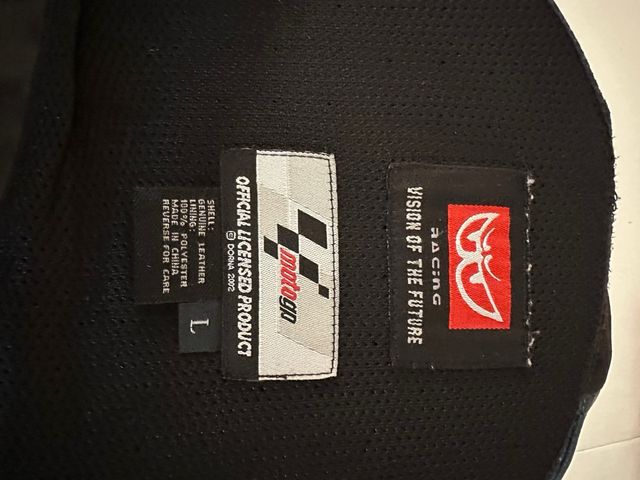 RACING
VISION OF THE FUTURE
motogp
OFFICIAL LICENSED PRODUCT
© DORNA 2002
SHELL:
GENUINE LEATHER
LINING:
100% POLYESTER
MADE IN CHINA
REVERSE FOR CARE
L